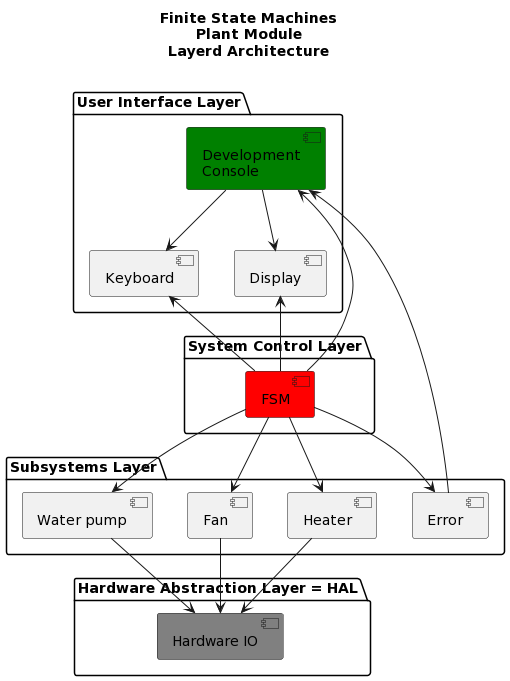 Finite State Machines
Plant Module
Layerd Architecture
User Interface Layer
Development
Console
Keyboard
Display
System Control Layer
FSM
Subsystems Layer
Water pump
Fan
Heater
Error
Hardware Abstraction Layer = HAL
Hardware IO